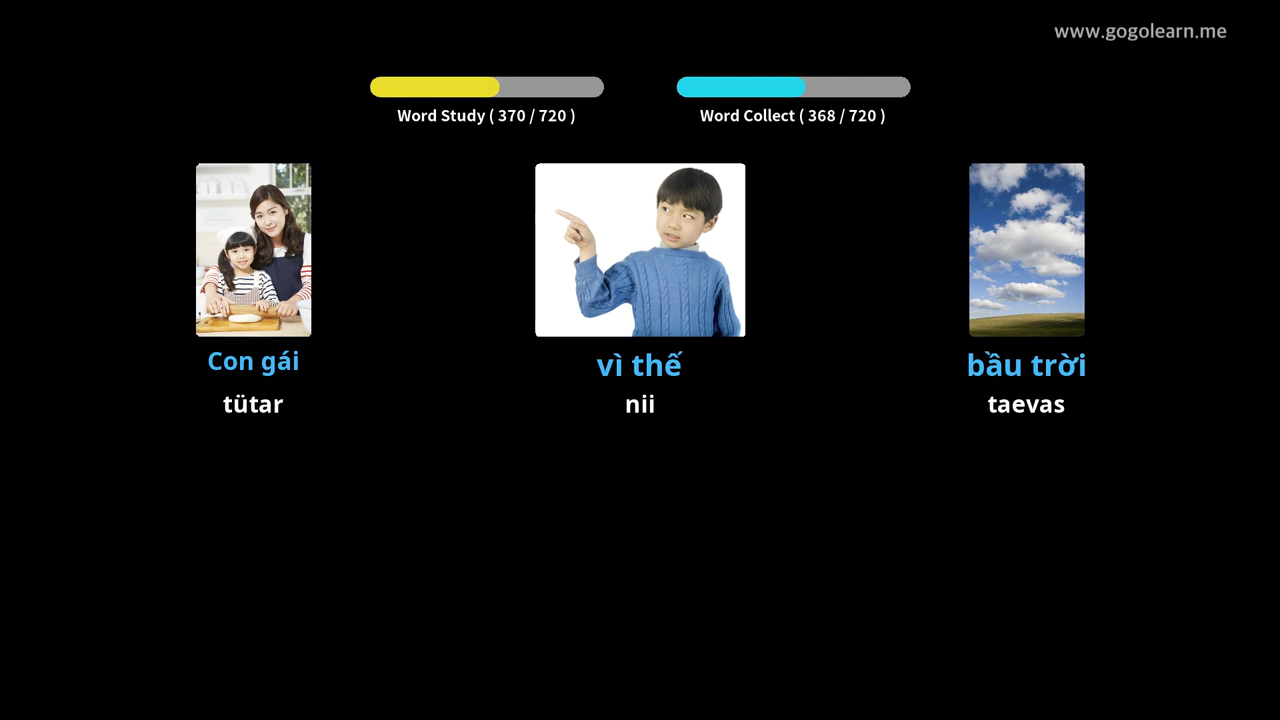 www.gogolearn.me
Word Study ( 370 / 720 )
Word Collect ( 368 / 720 )
Con gái
tütar
vì thế
nii
bầu trời
taevas